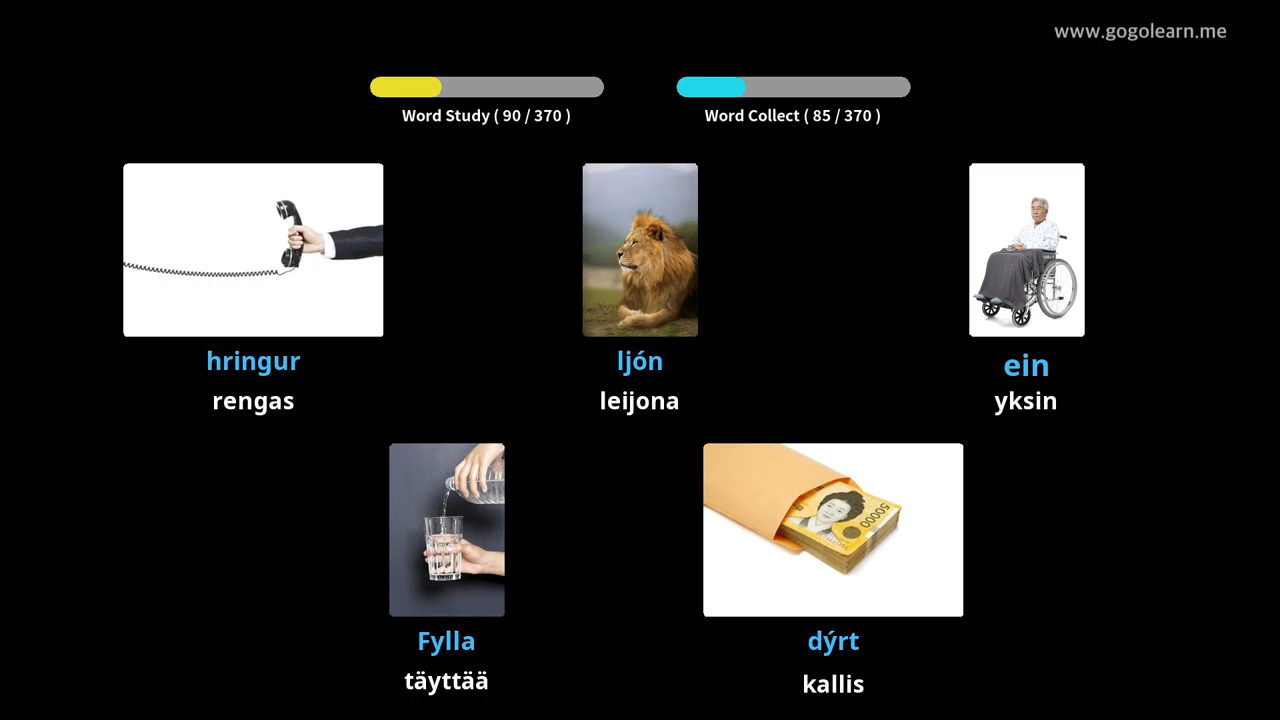 www.gogolearn.me
Word Study ( 90 / 370 )
Word Collect ( 85 / 370 )
hringur
rengas
ljón
leijona
ein
yksin
50000
Fylla
täyttää
dýrt
kallis